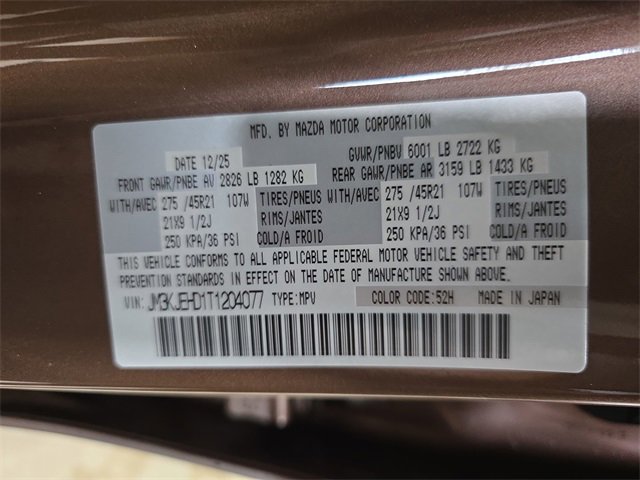 MFD. BY MAZDA MOTOR CORPORATION
DATE 12/25 GVWR/PNBV 6001 LB 2722 KG
FRONT GAWR/PNBE AV 2826 LB 1282 KG REAR GAWR/PNBE AR 3159 LB 1433 KG
WITH/AVEC 275 /45R21 107W TIRES/PNEUS WITH/AVEC 275 /45R21 107W TIRES/PNEUS
21X9 1/2J RIMS/JANTES 21X9 1/2J RIMS/JANTES
250 KPA/36 PSI COLD/A FROID 250 KPA/36 PSI COLD/A FROID
THIS VEHICLE CONFORMS TO ALL APPLICABLE FEDERAL MOTOR VEHICLE SAFETY AND THEFT
PREVENTION STANDARDS IN EFFECT ON THE DATE OF MANUFACTURE SHOWN ABOVE.
VIN: JM3KJEHD1T1204077 TYPE:MPV COLOR CODE:52H MADE IN JAPAN